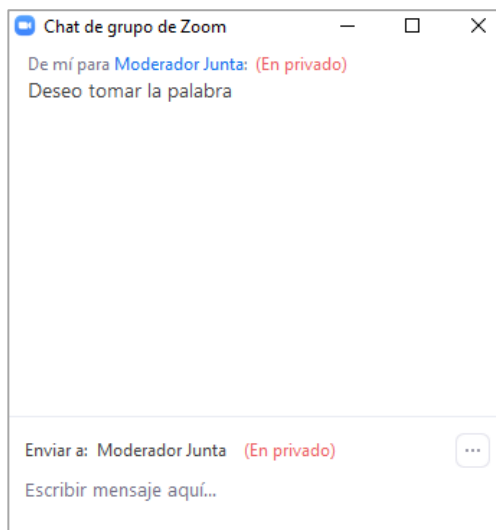 Chat de grupo de Zoom
De mí para Moderador Junta: (En privado)
Deseo tomar la palabra
Enviar a: Moderador Junta (En privado)
Escribir mensaje aquí...